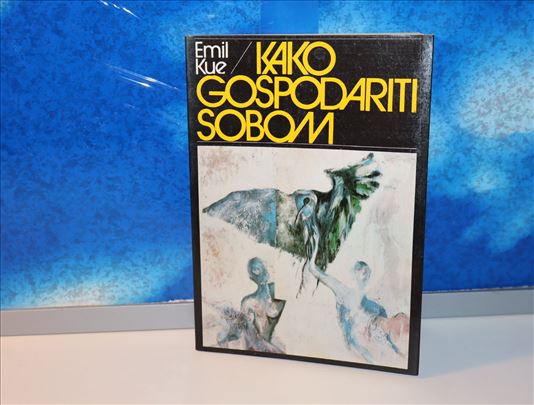 Emil
Kue / KAKO
GOSPODARITI
SOBOM